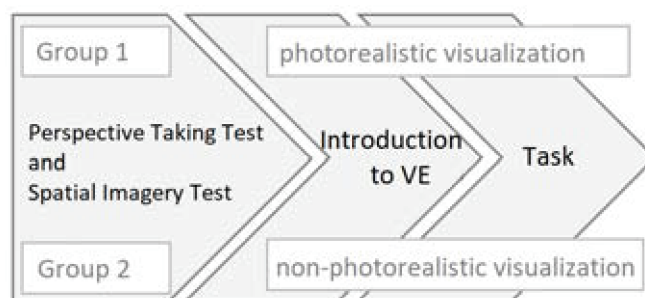 Group 1
photorealistic visualization
Perspective Taking Test
and
Spatial Imagery Test
Introduction
to VE
Task
Group 2
non-photorealistic visualization